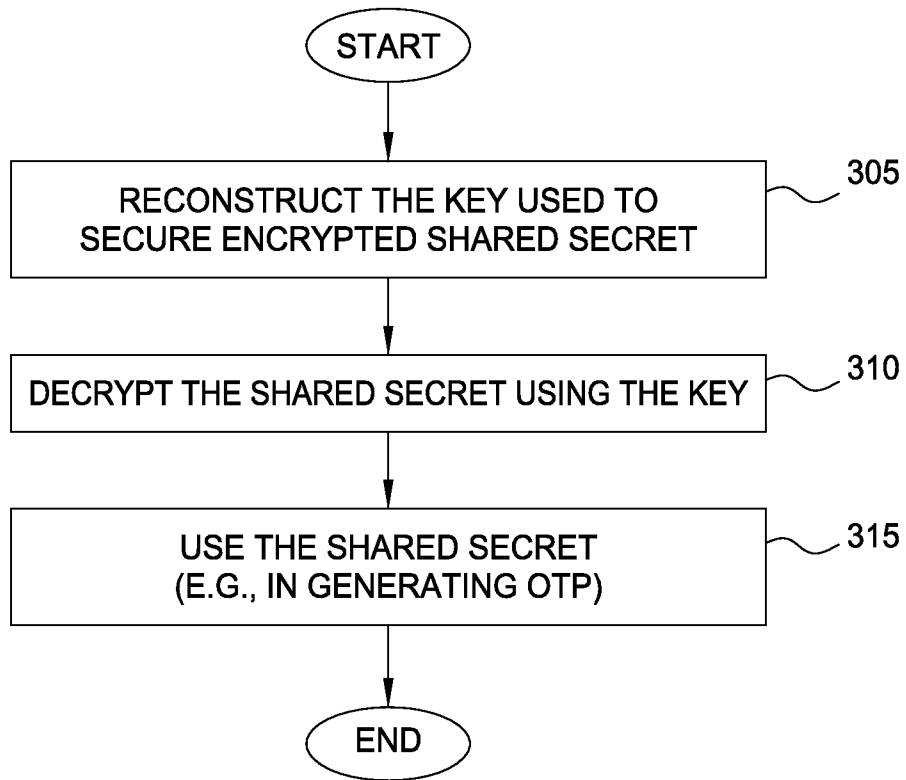 START
RECONSTRUCT THE KEY USED TO
SECURE ENCRYPTED SHARED SECRET
305
DECRYPT THE SHARED SECRET USING THE KEY
310
USE THE SHARED SECRET
(E.G., IN GENERATING OTP)
315
END